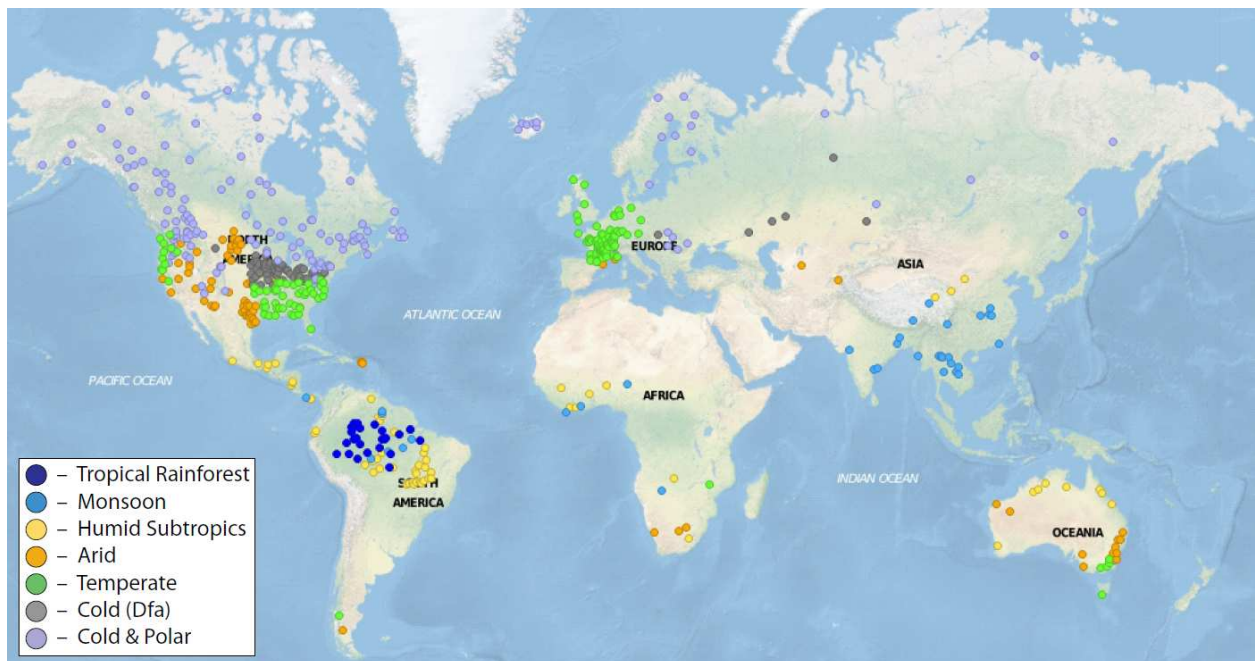 NORTH
AMERICA
EUROPE
ASIA
ATLANTIC OCEAN
PACIFIC OCEAN
AFRICA
INDIAN OCEAN
SOUTH
AMERICA
OCEANIA
– Tropical Rainforest
– Monsoon
– Humid Subtropics
– Arid
– Temperate
– Cold (Dfa)
– Cold & Polar